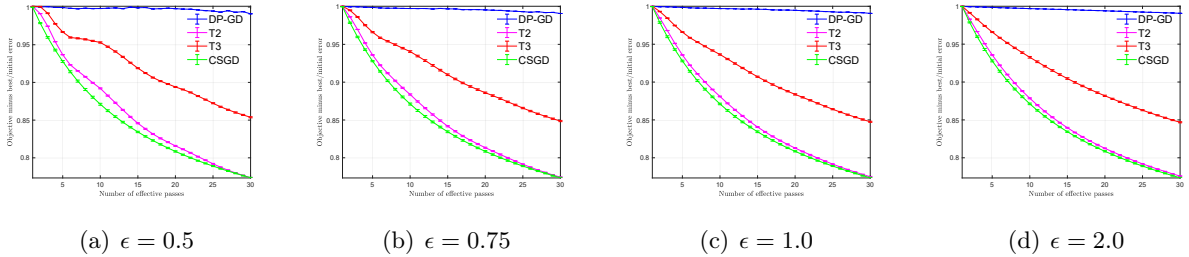 Objective minus best/initial error
1
0.95
0.9
0.85
0.8
5
10
15
20
25
30
Number of effective passes
DP-GD
T2
T3
CSGD
(a) ϵ = 0.5
Objective minus best/initial error
1
0.95
0.9
0.85
0.8
5
10
15
20
25
30
Number of effective passes
DP-GD
T2
T3
CSGD
(b) ϵ = 0.75
Objective minus best/initial error
1
0.95
0.9
0.85
0.8
5
10
15
20
25
30
Number of effective passes
DP-GD
T2
T3
CSGD
(c) ϵ = 1.0
Objective minus best/initial error
1
0.95
0.9
0.85
0.8
5
10
15
20
25
30
Number of effective passes
DP-GD
T2
T3
CSGD
(d) ϵ = 2.0